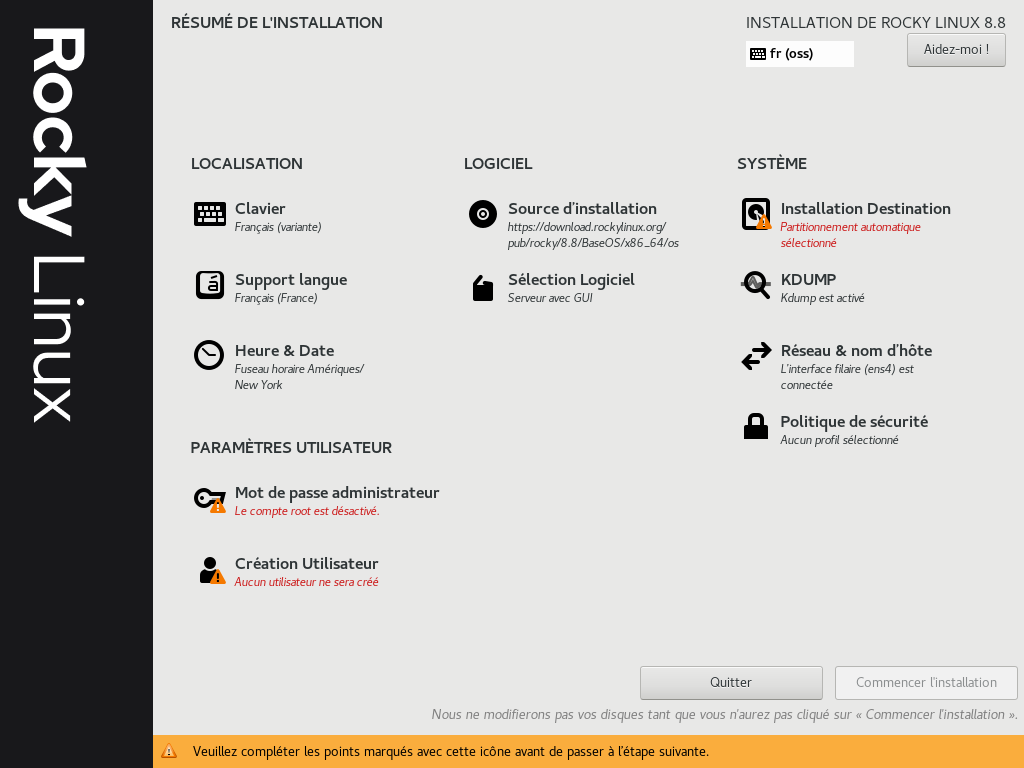 Rocky Linux
RÉSUMÉ DE L'INSTALLATION
INSTALLATION DE ROCKY LINUX 8.8
fr (oss)
Aidez-moi !
LOCALISATION
Clavier
Français (variante)
Support langue
Français (France)
Heure & Date
Fuseau horaire Amériques/
New York
LOGICIEL
Source d'installation
https://download.rockylinux.org/
pub/rocky/8.8/BaseOS/x86_64/os
Sélection Logiciel
Serveur avec GUI
SYSTÈME
Installation Destination
Partitionnement automatique
sélectionné
KDUMP
Kdump est activé
Réseau & nom d'hôte
L'interface filaire (ens4) est
connectée
Politique de sécurité
Aucun profil sélectionné
PARAMÈTRES UTILISATEUR
Mot de passe administrateur
Le compte root est désactivé.
Création Utilisateur
Aucun utilisateur ne sera créé
Quitter
Commencer l'installation
Nous ne modifierons pas vos disques tant que vous n'aurez pas cliqué sur « Commencer l'installation ».
Veuillez compléter les points marqués avec cette icône avant de passer à l'étape suivante.